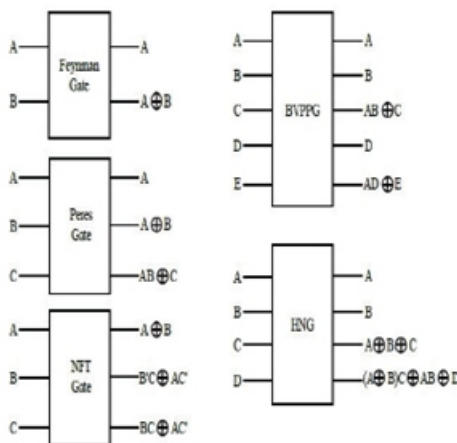 A
Feynman
Gate
A
B
A⊕B
A
Peres
Gate
A
B
A⊕B
C
AB⊕C
A
NFT
Gate
A⊕B
B
B'C⊕AC'
C
BC⊕AC'
A
BVPPG
A
B
B
C
AB⊕C
D
D
E
AD⊕E
A
HNG
A
B
B
C
A⊕B⊕C
D
(A⊕B)C⊕AB⊕D